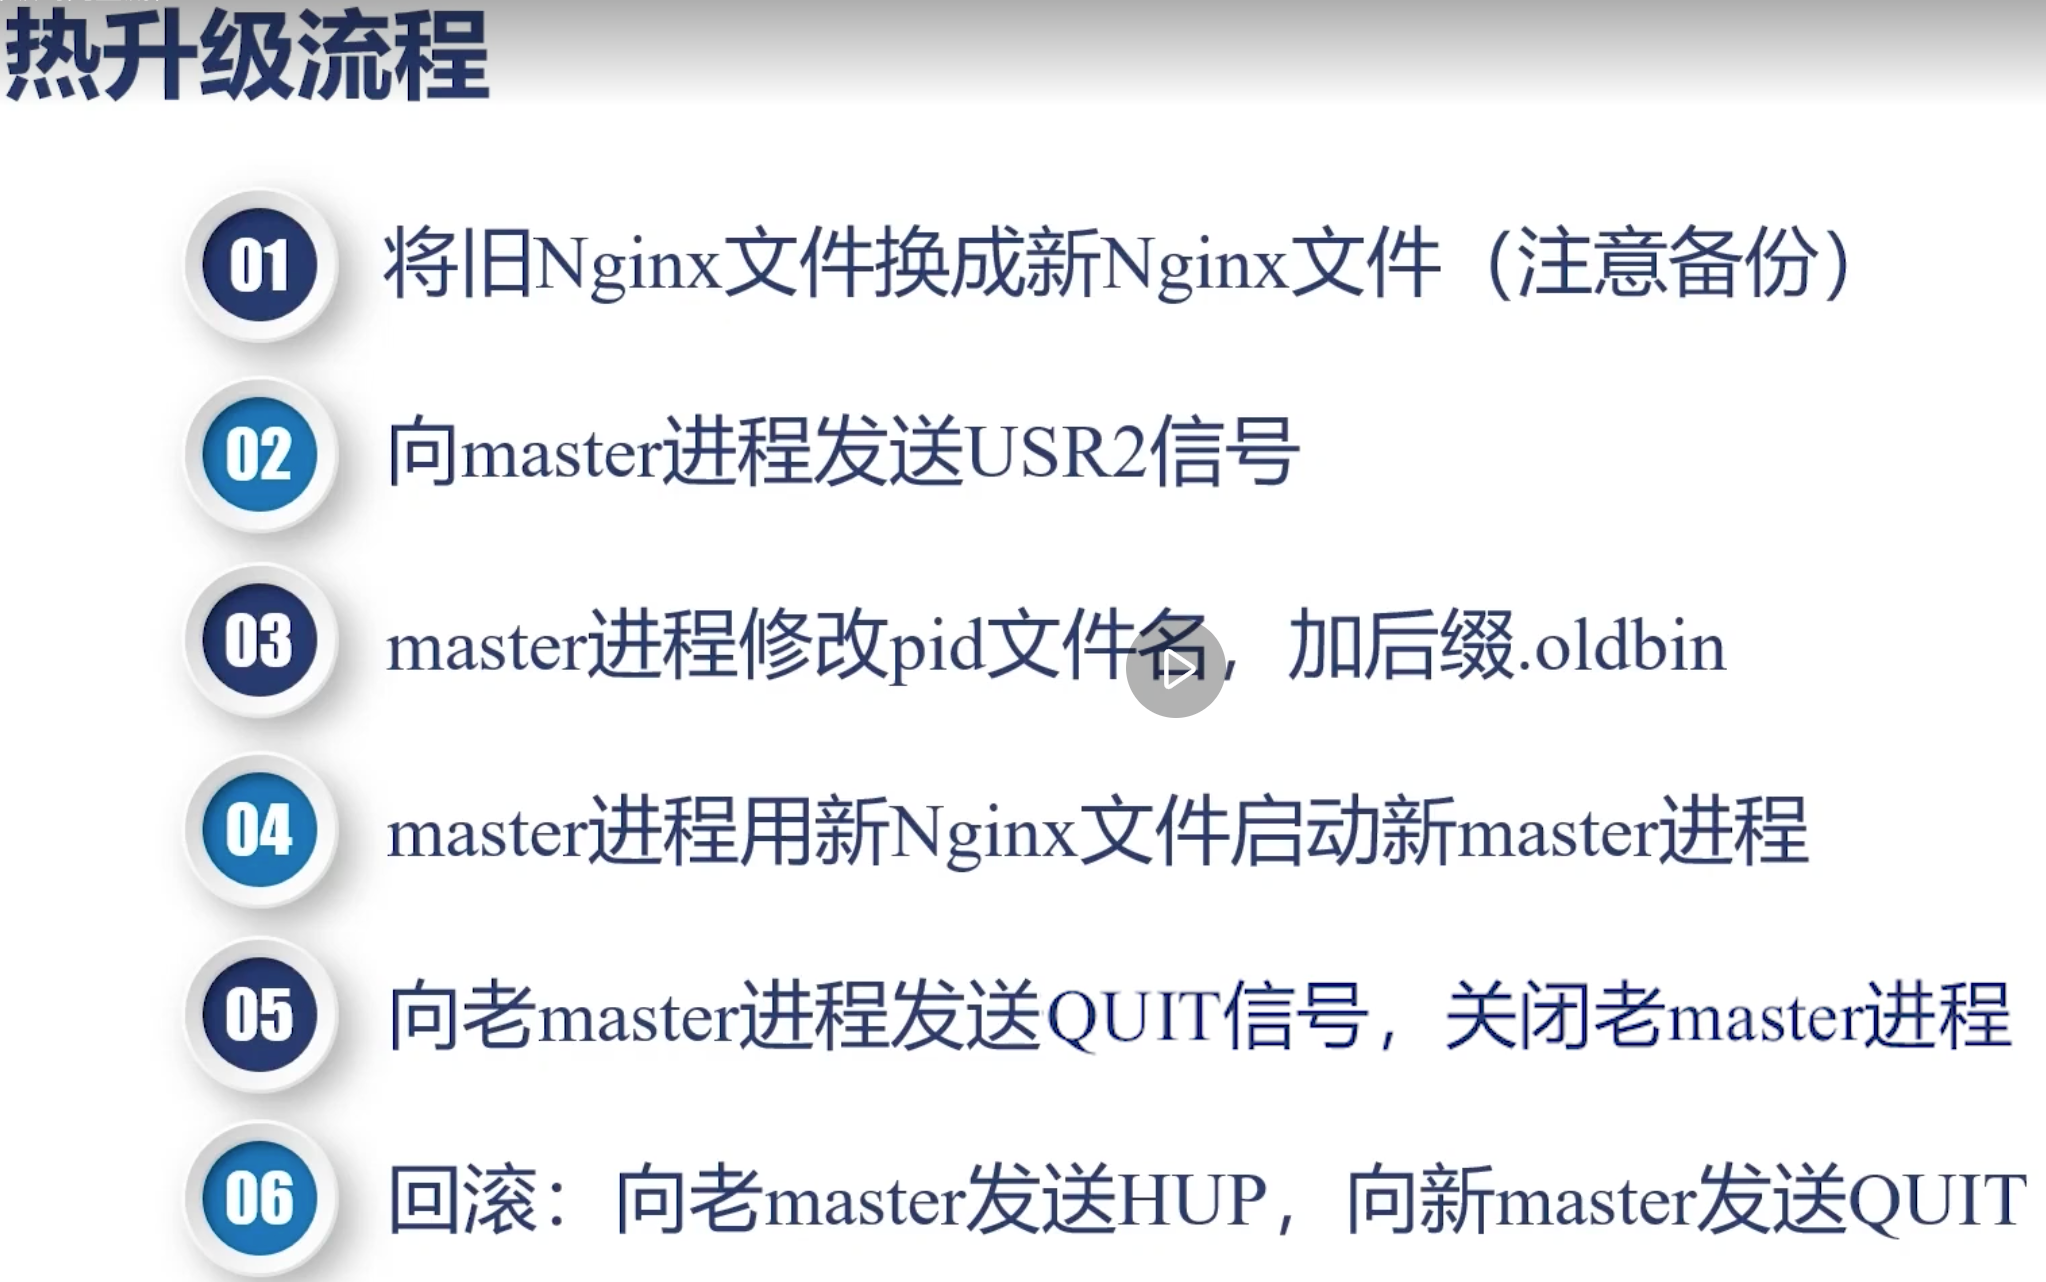 热升级流程
01 将旧Nginx文件换成新Nginx文件（注意备份）
02 向master进程发送USR2信号
03 master进程修改pid文件名，加后缀.oldbin
04 master进程用新Nginx文件启动新master进程
05 向老master进程发送QUIT信号，关闭老master进程
06 回滚：向老master发送HUP，向新master发送QUIT